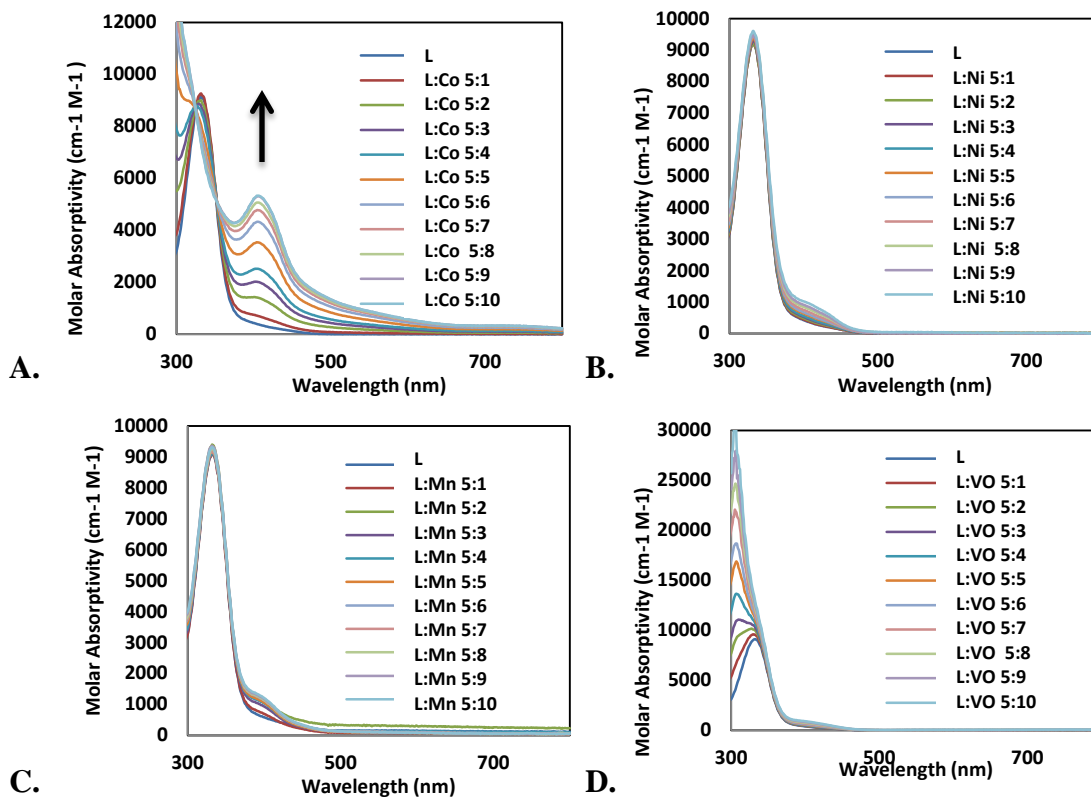 12000
10000
8000
6000
4000
2000
0
300
500
700
Molar Absorptivity (cm-1 M-1)
Wavelength (nm)
L
L:Co 5:1
L:Co 5:2
L:Co 5:3
L:Co 5:4
L:Co 5:5
L:Co 5:6
L:Co 5:7
L:Co 5:8
L:Co 5:9
L:Co 5:10
A.
10000
9000
8000
7000
6000
5000
4000
3000
2000
1000
0
300
500
700
Molar Absorptivity (cm-1 M-1)
Wavelength (nm)
L
L:Ni 5:1
L:Ni 5:2
L:Ni 5:3
L:Ni 5:4
L:Ni 5:5
L:Ni 5:6
L:Ni 5:7
L:Ni 5:8
L:Ni 5:9
L:Ni 5:10
B.
10000
9000
8000
7000
6000
5000
4000
3000
2000
1000
0
300
500
700
Molar Absorptivity (cm-1 M-1)
Wavelength (nm)
L
L:Mn 5:1
L:Mn 5:2
L:Mn 5:3
L:Mn 5:4
L:Mn 5:5
L:Mn 5:6
L:Mn 5:7
L:Mn 5:8
L:Mn 5:9
L:Mn 5:10
C.
30000
25000
20000
15000
10000
5000
0
300
500
700
Molar Absorptivity (cm-1 M-1)
Wavelength (nm)
L
L:VO 5:1
L:VO 5:2
L:VO 5:3
L:VO 5:4
L:VO 5:5
L:VO 5:6
L:VO 5:7
L:VO 5:8
L:VO 5:9
L:VO 5:10
D.